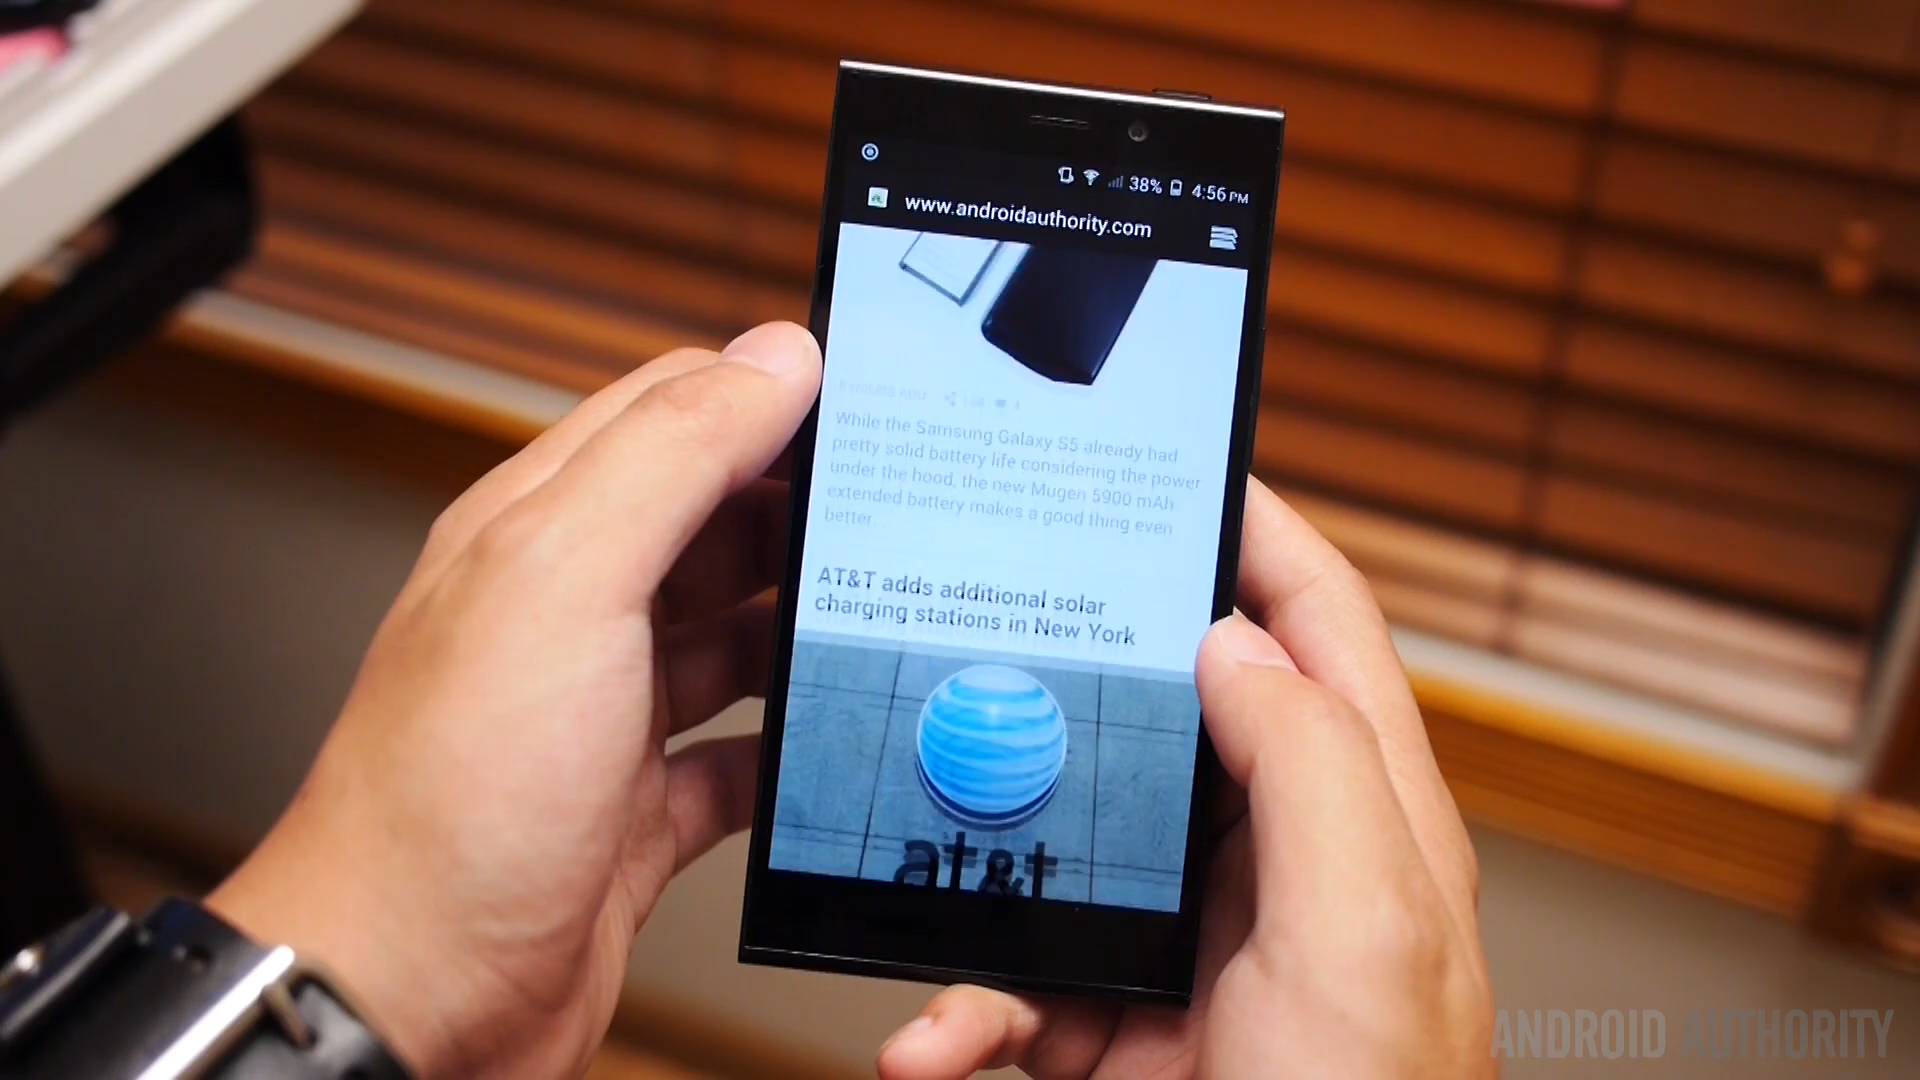 38% 4:56 PM
www.androidauthority.com
While the Samsung Galaxy S5 already had
pretty solid battery life considering the power
under the hood, the new Mugen 5900 mAh
extended battery makes a good thing even
better.
AT&T adds additional solar
charging stations in New York
at&t
ANDROID AUTHORITY